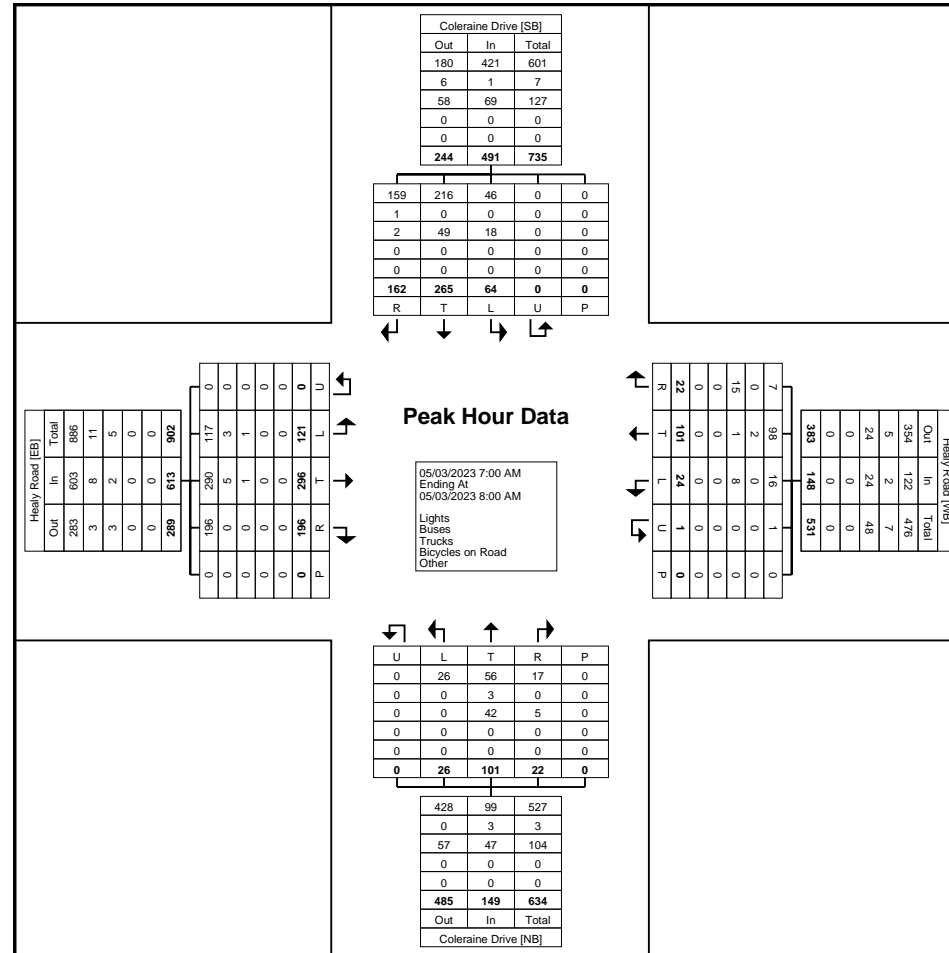 Coleraine Drive [SB]
Out In Total
180 421 601
6 1 7
58 69 127
0 0 0
0 0 0
244 491 735
159 216 46 0 0
1 0 0 0 0
2 49 18 0 0
0 0 0 0 0
0 0 0 0 0
162 265 64 0 0
R T L U P
Healy Road [EB]
Total 886 11 5 0 0 902
In 603 8 2 0 0 613
Out 283 3 3 0 0 289
0 0 0 0 0 0 U
117 3 1 0 0 121 L
290 5 1 0 0 296 T
196 0 0 0 0 196 R
0 0 0 0 0 0 P
Peak Hour Data
05/03/2023 7:00 AM
Ending At
05/03/2023 8:00 AM
Lights
Buses
Trucks
Bicycles on Road
Other
R 22 0 0 15 0 7
T 101 0 0 1 2 98
L 24 0 0 8 0 16
U 1 0 0 0 0 1
P 0 0 0 0 0 0
383 0 0 24 5 354 Out
148 0 0 24 2 122 In
531 0 0 48 7 476 Total
Healy Road [WB]
U L T R P
0 26 56 17 0
0 0 3 0 0
0 0 42 5 0
0 0 0 0 0
0 0 0 0 0
0 26 101 22 0
428 99 527
0 3 3
57 47 104
0 0 0
0 0 0
485 149 634
Out In Total
Coleraine Drive [NB]